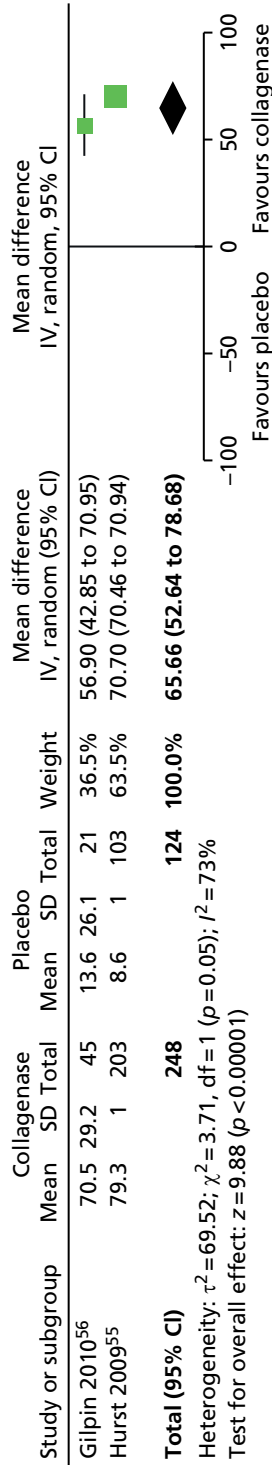 Collagenase Placebo Mean difference Mean difference
Study or subgroup Mean SD Total Mean SD Total Weight IV, random (95% CI) IV, random, 95% CI
Gilpin 2010⁵⁶ 70.5 29.2 45 13.6 26.1 21 36.5% 56.90 (42.85 to 70.95)
Hurst 2009⁵⁵ 79.3 1 203 8.6 1 103 63.5% 70.70 (70.46 to 70.94)
Total (95% CI) 248 124 100.0% 65.66 (52.64 to 78.68)
Heterogeneity: τ²=69.52; χ²=3.71, df=1 (p=0.05); I²=73%
Test for overall effect: z=9.88 (p<0.00001)
−100 −50 0 50 100
Favours placebo Favours collagenase